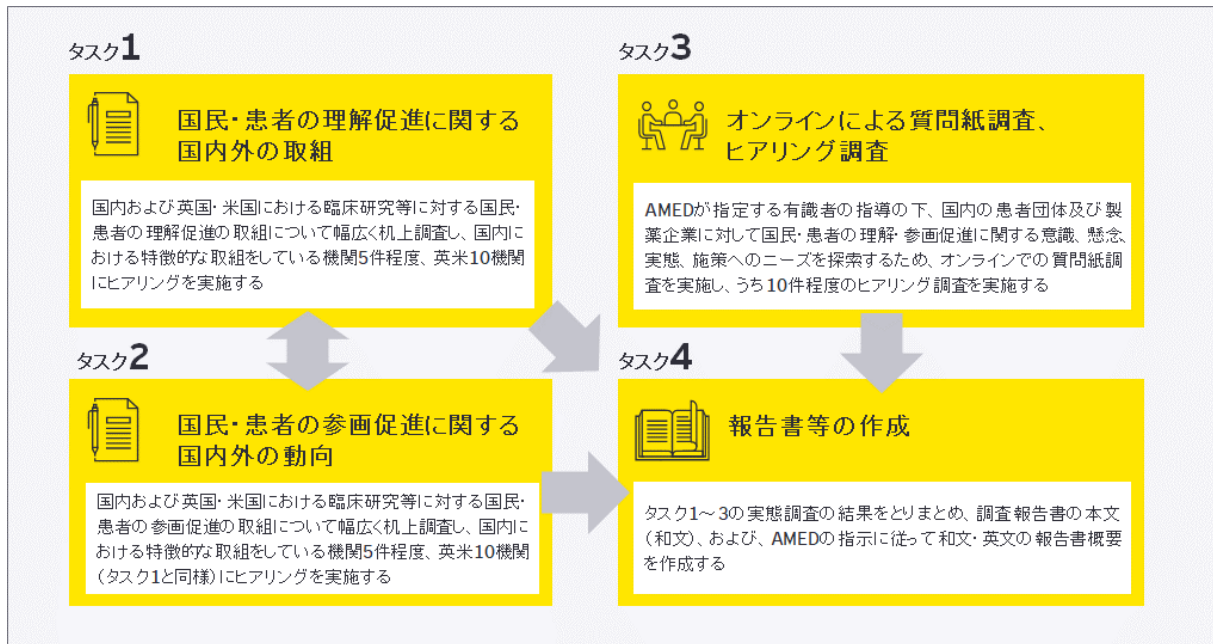 タスク1
国民・患者の理解促進に関する
国内外の取組
国内および英国・米国における臨床研究等に対する国民・
患者の理解促進の取組について幅広く机上調査し、国内に
おける特徴的な取組をしている機関5件程度、英米10機関
にヒアリングを実施する
タスク2
国民・患者の参画促進に関する
国内外の動向
国内および英国・米国における臨床研究等に対する国民・
患者の参画促進の取組について幅広く机上調査し、国内に
おける特徴的な取組をしている機関5件程度、英米10機関
（タスク1と同様）にヒアリングを実施する
タスク3
オンラインによる質問紙調査、
ヒアリング調査
AMEDが指定する有識者の指導の下、国内の患者団体及び製
薬企業に対して国民・患者の理解・参画促進に関する意識、懸念、
実態、施策へのニーズを探索するため、オンラインでの質問紙調
査を実施し、うち10件程度のヒアリング調査を実施する
タスク4
報告書等の作成
タスク1～3の実態調査の結果をとりまとめ、調査報告書の本文
（和文）、および、AMEDの指示に従って和文・英文の報告書概要
を作成する